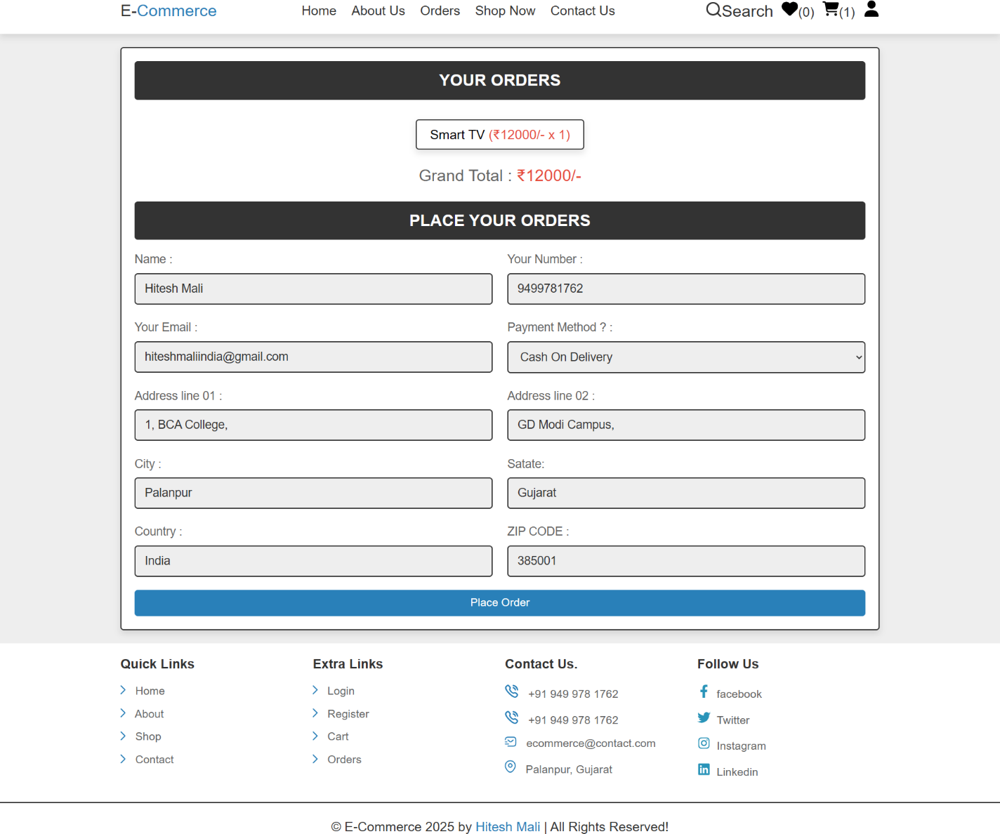 E-Commerce Home About Us Orders Shop Now Contact Us Search (0) (1)
YOUR ORDERS
Smart TV (₹12000/- x 1)
Grand Total : ₹12000/-
PLACE YOUR ORDERS
Name : Your Number :
Hitesh Mali 9499781762
Your Email : Payment Method ? :
hiteshmaliindia@gmail.com Cash On Delivery
Address line 01 : Address line 02 :
1, BCA College, GD Modi Campus,
City : Satate:
Palanpur Gujarat
Country : ZIP CODE :
India 385001
Place Order
Quick Links
Home
About
Shop
Contact
Extra Links
Login
Register
Cart
Orders
Contact Us.
+91 949 978 1762
+91 949 978 1762
ecommerce@contact.com
Palanpur, Gujarat
Follow Us
facebook
Twitter
Instagram
Linkedin
© E-Commerce 2025 by Hitesh Mali | All Rights Reserved!